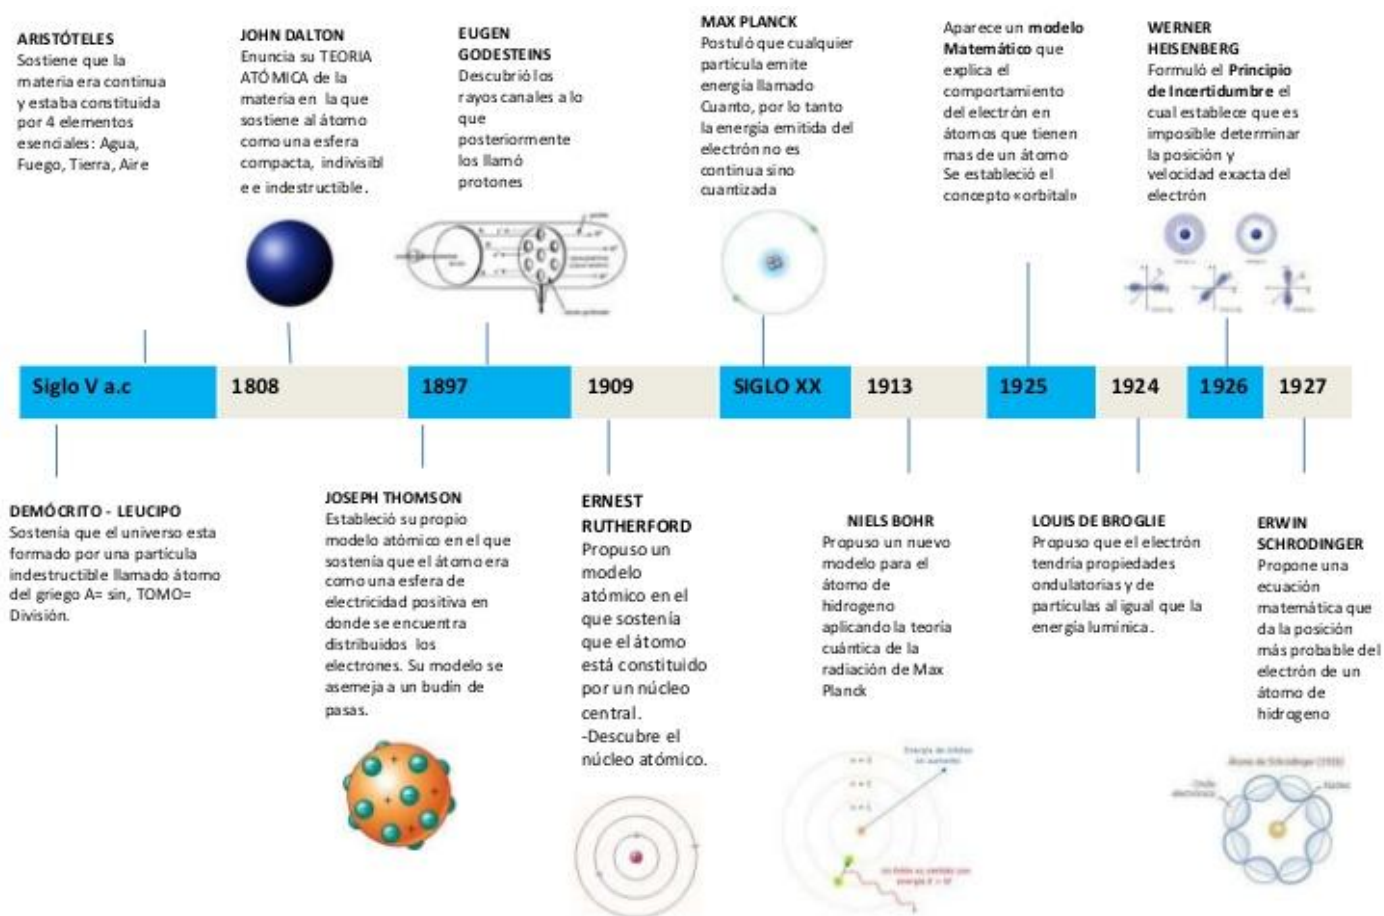 ARISTÓTELES
Sostiene que la
materia era continua
y estaba constituida
por 4 elementos
esenciales: Agua,
Fuego, Tierra, Aire
JOHN DALTON
Enuncia su TEORIA
ATÓMICA de la
materia en la que
sostiene al átomo
como una esfera
compacta, indivisibl
e e indestructible.
EUGEN
GODESTEINS
Descubrió los
rayos canales a lo
que
posteriormente
los llamó
protones
MAX PLANCK
Postuló que cualquier
partícula emite
energía llamado
Cuanto, por lo tanto
la energía emitida del
electrón no es
continua sino
cuantizada
Aparece un modelo
Matemático que
explica el
comportamiento
del electrón en
átomos que tienen
mas de un átomo
Se estableció el
concepto «orbital»
WERNER
HEISENBERG
Formuló el Principio
de Incertidumbre el
cual establece que es
imposible determinar
la posición y
velocidad exacta del
electrón
Siglo V a.c
1808
1897
1909
SIGLO XX
1913
1925
1924
1926
1927
DEMÓCRITO - LEUCIPO
Sostenía que el universo esta
formado por una partícula
indestructible llamado átomo
del griego A= sin, TOMO=
División.
JOSEPH THOMSON
Estableció su propio
modelo atómico en el que
sostenía que el átomo era
como una esfera de
electricidad positiva en
donde se encuentra
distribuidos los
electrones. Su modelo se
asemeja a un budín de
pasas.
ERNEST
RUTHERFORD
Propuso un
modelo
atómico en el
que sostenía
que el átomo
está constituido
por un núcleo
central.
-Descubre el
núcleo atómico.
NIELS BOHR
Propuso un nuevo
modelo para el
átomo de
hidrogeno
aplicando la teoría
cuántica de la
radiación de Max
Planck
Energía de órbitas
en aumento
LOUIS DE BROGLIE
Propuso que el electrón
tendría propiedades
ondulatorias y de
partículas al igual que la
energía lumínica.
ERWIN
SCHRODINGER
Propone una
ecuación
matemática que
da la posición
más probable del
electrón de un
átomo de
hidrogeno
Átomo de Schrödinger (1926)
Onda
electrónica
Núcleo